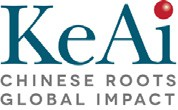 KeAi
CHINESE ROOTS
GLOBAL IMPACT